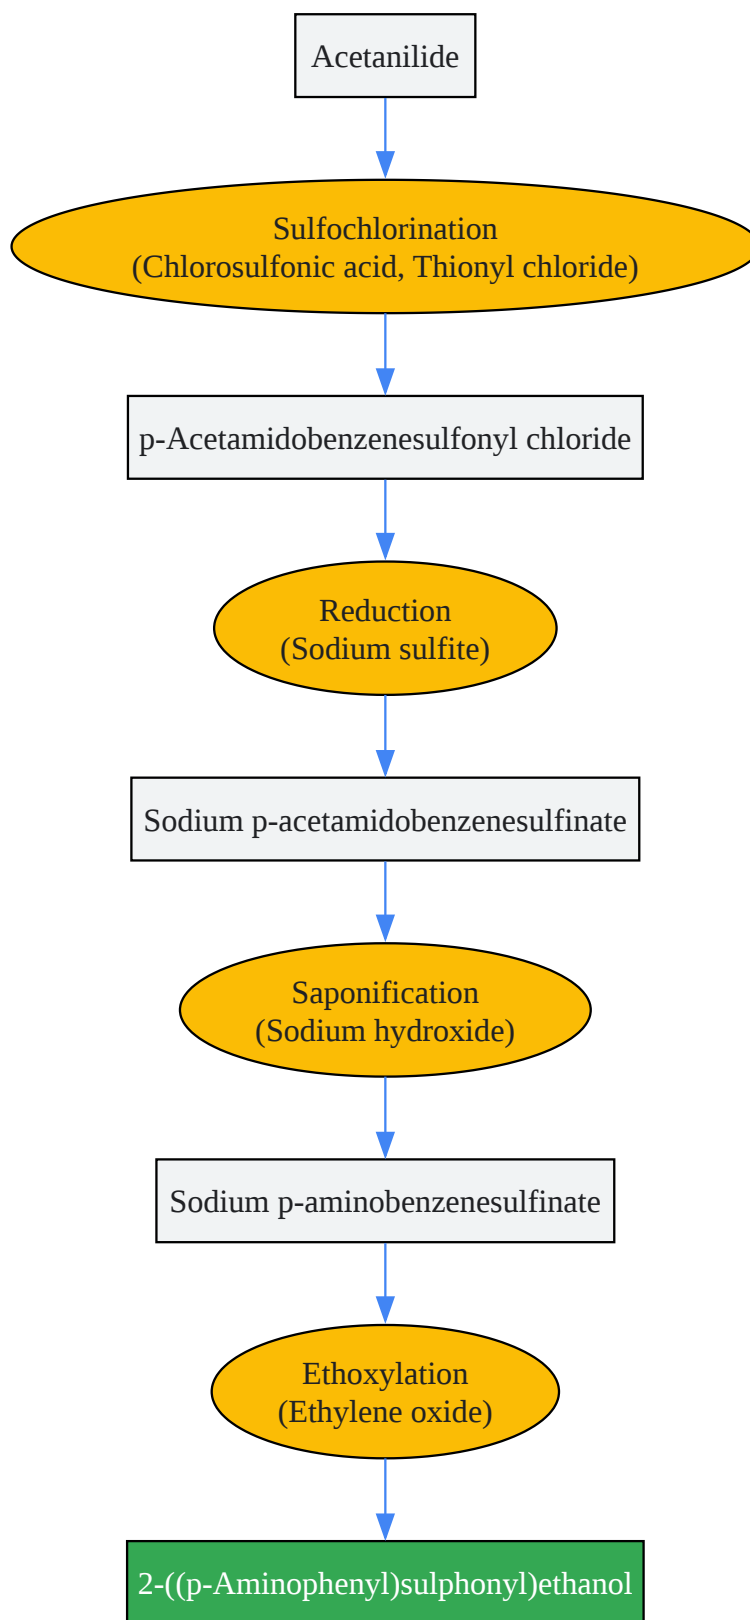 Acetanilide
Sulfochlorination
(Chlorosulfonic acid, Thionyl chloride)
p-Acetamidobenzenesulfonyl chloride
Reduction
(Sodium sulfite)
Sodium p-acetamidobenzenesulfinate
Saponification
(Sodium hydroxide)
Sodium p-aminobenzenesulfinate
Ethoxylation
(Ethylene oxide)
2-((p-Aminophenyl)sulphonyl)ethanol